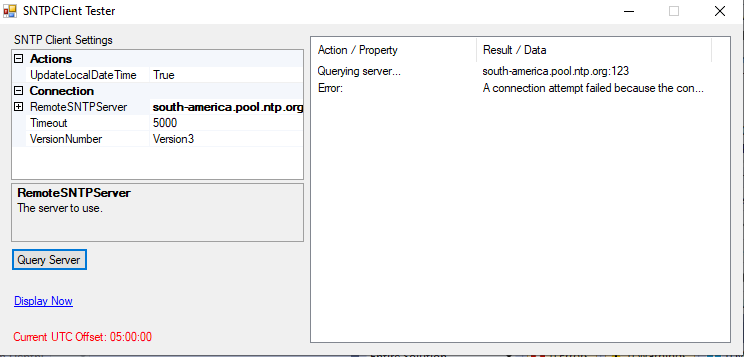 SNTPClient Tester
SNTP Client Settings
Actions
UpdateLocalDateTime True
Connection
RemoteSNTPServer south-america.pool.ntp.org
Timeout 5000
VersionNumber Version3
RemoteSNTPServer
The server to use.
Query Server
Display Now
Current UTC Offset: 05:00:00
Action / Property Result / Data
Querying server... south-america.pool.ntp.org:123
Error: A connection attempt failed because the con...